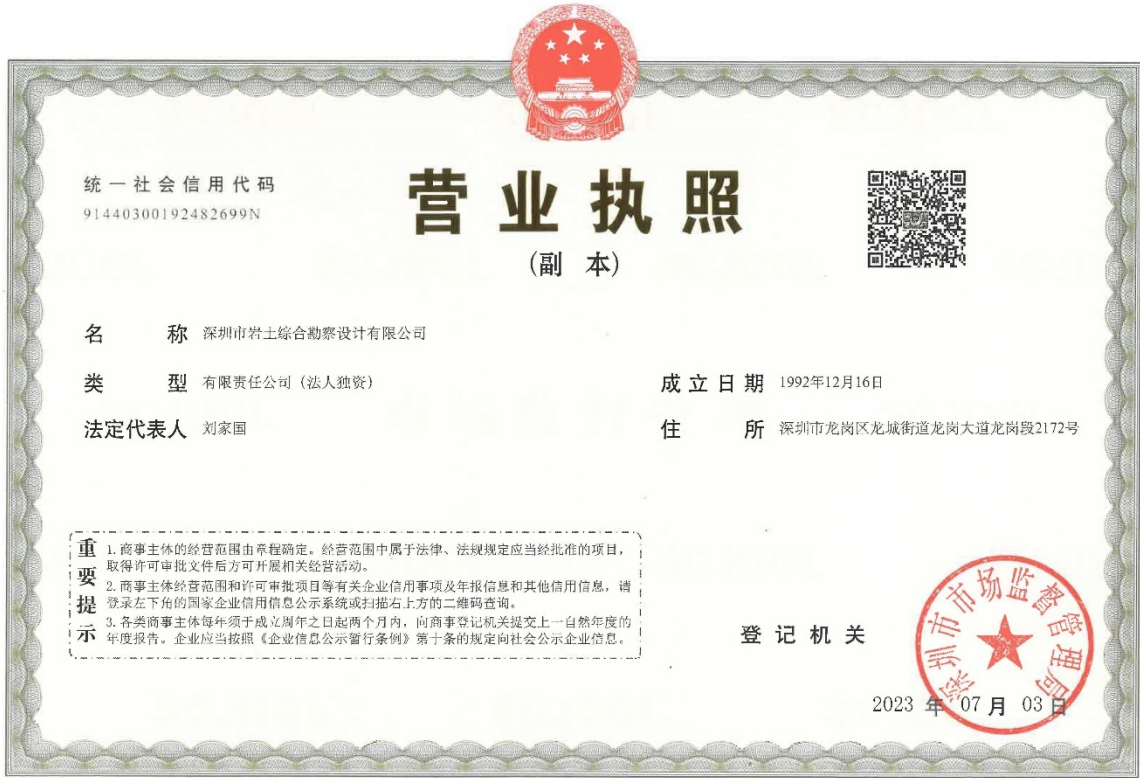 营业执照
(副 本)
统一社会信用代码
91440300192482699N
名 称 深圳市岩土综合勘察设计有限公司
类 型 有限责任公司（法人独资）
成立日期 1992年12月16日
法定代表人 刘家国
住 所 深圳市龙岗区龙城街道龙岗大道龙岗段2172号
重要提示
1. 商事主体的经营范围由章程确定。经营范围中属于法律、法规规定应当经批准的项目，
取得许可审批文件后方可开展相关经营活动。
2. 商事主体经营范围和许可审批项目等有关企业信用事项及年报信息和其他信用信息，请
登录左下角的国家企业信用信息公示系统或扫描右上方的二维码查询。
3. 各类商事主体每年须于成立周年之日起两个月内，向商事登记机关提交上一自然年度的
年度报告。企业应当按照《企业信息公示暂行条例》第十条的规定向社会公示企业信息。
登记机关
深圳市市场监督管理局
2023 年 07 月 03 日